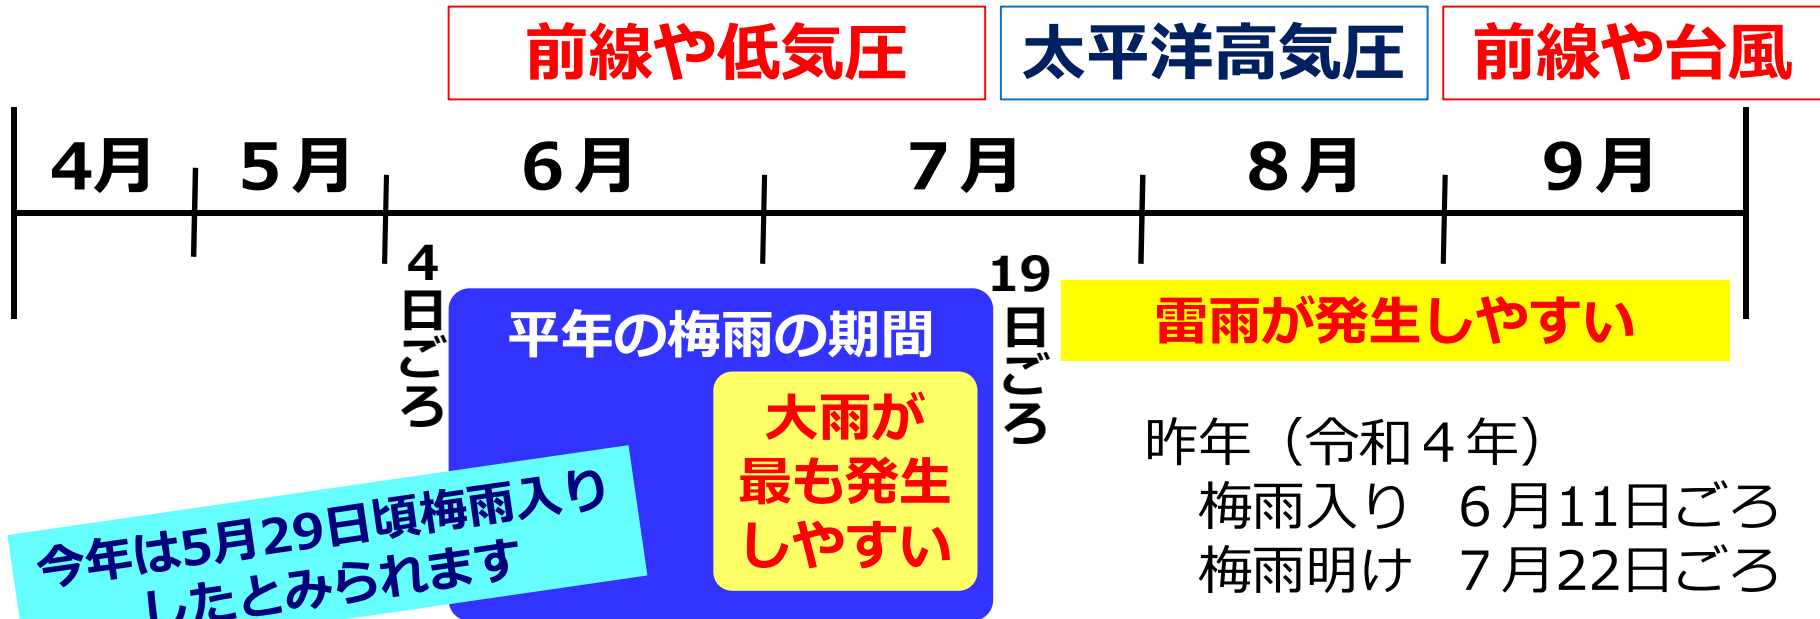 前線や低気圧
太平洋高気圧
前線や台風
4月
5月
6月
7月
8月
9月
4日ごろ
19日ごろ
平年の梅雨の期間
雷雨が発生しやすい
大雨が
最も発生
しやすい
昨年（令和４年）
梅雨入り　６月11日ごろ
梅雨明け　７月22日ごろ
今年は5月29日頃梅雨入り
したとみられます